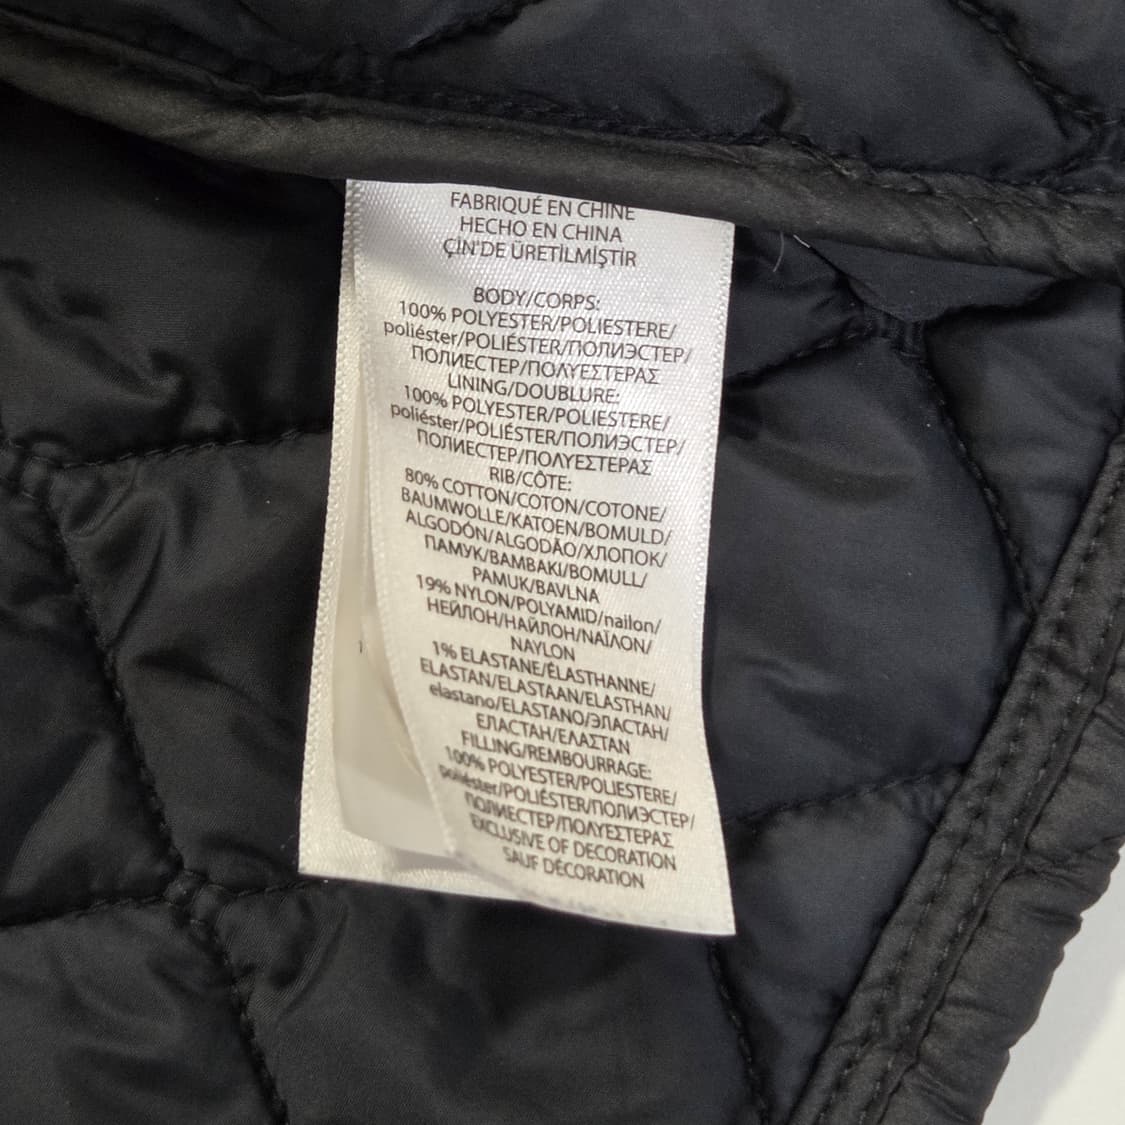 FABRIQUÉ EN CHINE
HECHO EN CHINA
ÇİN'DE ÜRETİLMİŞTİR
BODY/CORPS:
100% POLYESTER/POLIESTERE/
poliéster/POLIÉSTER/ПОЛИЭСТЕР/
ПОЛИЕСТЕР/ΠΟΛΥΕΣΤΕΡΑΣ
LINING/DOUBLURE:
100% POLYESTER/POLIESTERE/
poliéster/POLIÉSTER/ПОЛИЭСТЕР/
ПОЛИЕСТЕР/ΠΟΛΥΕΣΤΕΡΑΣ
RIB/CÔTE:
80% COTTON/COTON/COTONE/
BAUMWOLLE/KATOEN/BOMULD/
ALGODÓN/ALGODÃO/ХЛОПОК/
ПАМУК/ΒΑΜΒΑΚΙ/BOMULL/
PAMUK/BAVLNA
19% NYLON/POLYAMID/nailon/
НЕЙЛОН/НАЙЛОН/ΝΑΪΛΟΝ/
NAYLON
1% ELASTANE/ÉLASTHANNE/
ELASTAN/ELASTAAN/ELASTHAN/
elastano/ELASTANO/ЭЛАСТАН/
ЕЛАСТАН/ΕΛΑΣΤΑΝ
FILLING/REMBOURRAGE:
100% POLYESTER/POLIESTERE/
poliéster/POLIÉSTER/ПОЛИЭСТЕР/
ПОЛИЕСТЕР/ΠΟΛΥΕΣΤΕΡΑΣ
EXCLUSIVE OF DECORATION
SAUF DÉCORATION